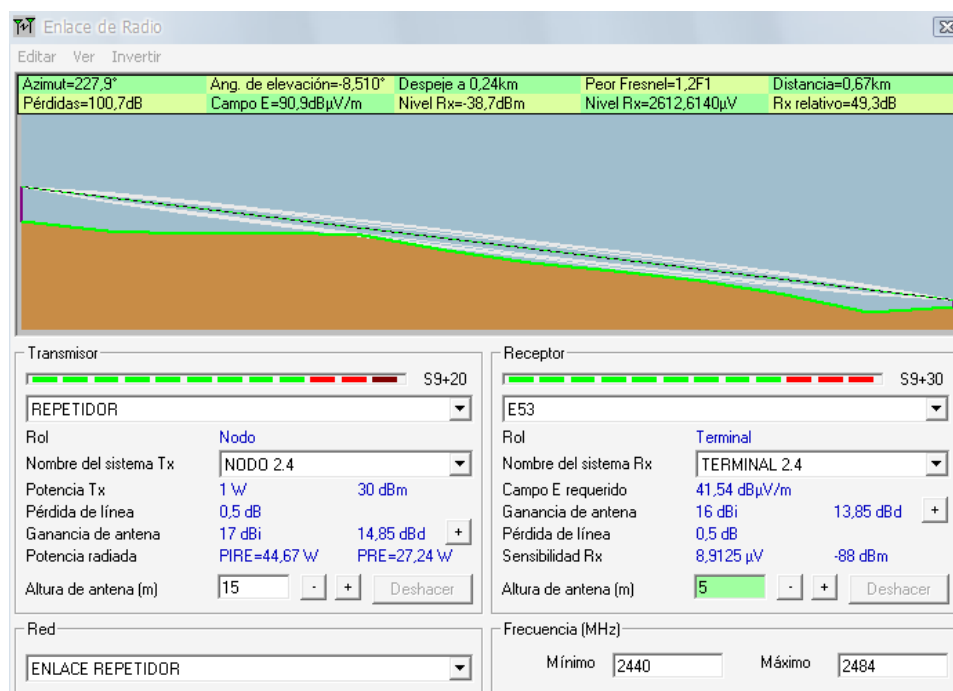 Enlace de Radio
Editar Ver Invertir
Azimut=227,9° Ang. de elevación=-8,510° Despeje a 0,24km Peor Fresnel=1,2F1 Distancia=0,67km
Pérdidas=100,7dB Campo E=90,9dBµV/m Nivel Rx=-38,7dBm Nivel Rx=2612,6140µV Rx relativo=49,3dB
Transmisor
S9+20
REPETIDOR
Rol Nodo
Nombre del sistema Tx NODO 2.4
Potencia Tx 1 W 30 dBm
Pérdida de línea 0,5 dB
Ganancia de antena 17 dBi 14,85 dBd +
Potencia radiada PIRE=44,67 W PRE=27,24 W
Altura de antena (m) 15 - + Deshacer
Red
ENLACE REPETIDOR
Receptor
S9+30
E53
Rol Terminal
Nombre del sistema Rx TERMINAL 2.4
Campo E requerido 41,54 dBµV/m
Ganancia de antena 16 dBi 13,85 dBd +
Pérdida de línea 0,5 dB
Sensibilidad Rx 8,9125 µV -88 dBm
Altura de antena (m) 5 - + Deshacer
Frecuencia (MHz)
Mínimo 2440 Máximo 2484